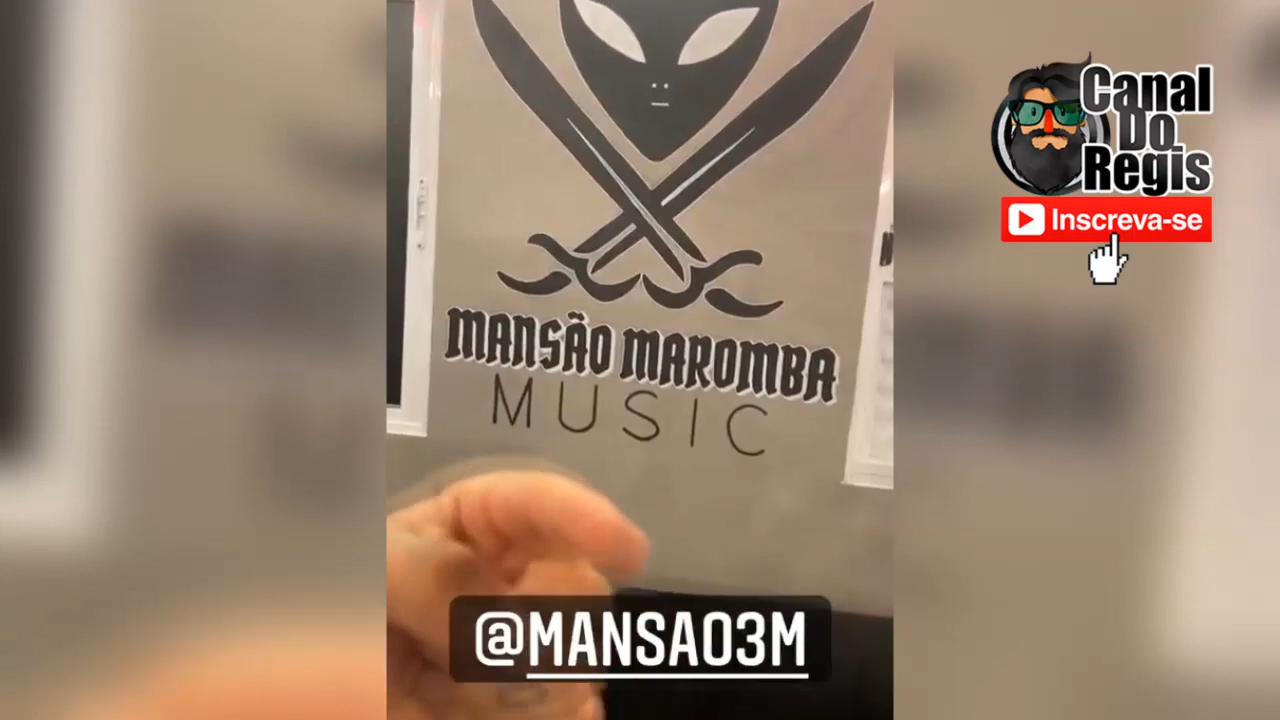 Canal
Do
Regis
Inscreva-se
MANSÃO MAROMBA
MUSIC
@MANSAO3M